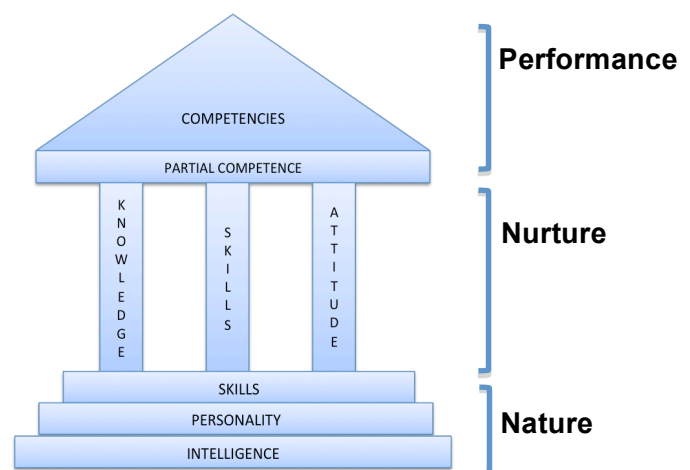 Performance
COMPETENCIES
PARTIAL COMPETENCE
KNOWLEDGE
SKILLS
ATTITUDE
Nurture
SKILLS
PERSONALITY
Nature
INTELLIGENCE